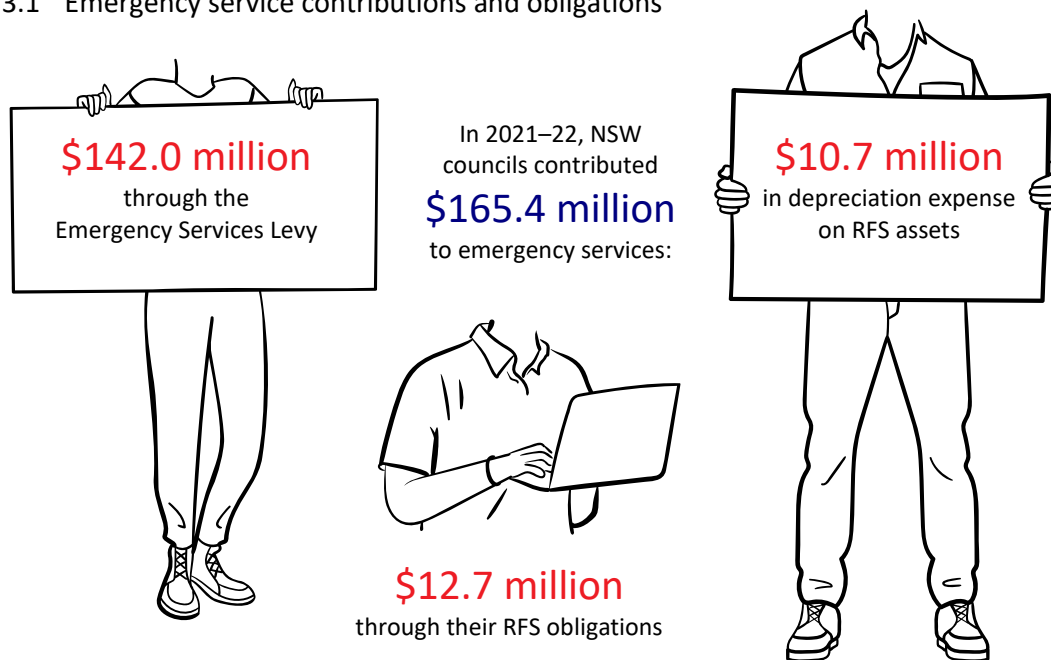 3.1 Emergency service contributions and obligations
$142.0 million
through the
Emergency Services Levy
In 2021–22, NSW
councils contributed
$165.4 million
to emergency services:
$10.7 million
in depreciation expense
on RFS assets
$12.7 million
through their RFS obligations